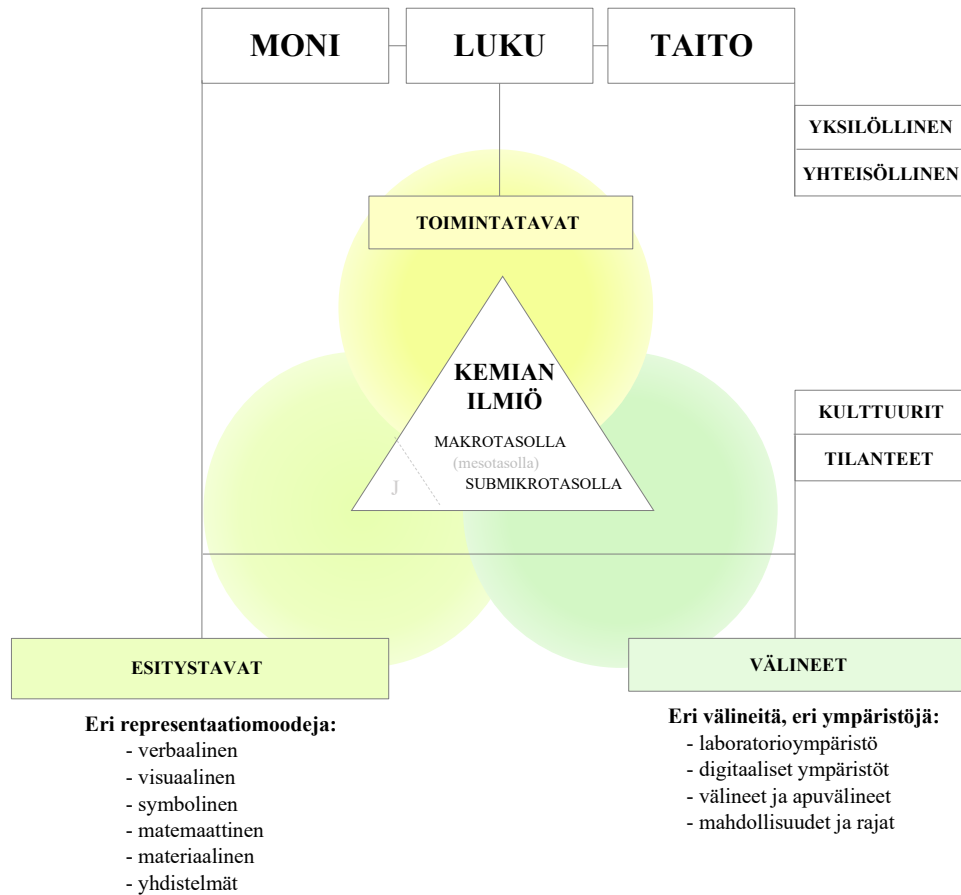 MONI LUKU TAITO
YKSILÖLLINEN
YHTEISÖLLINEN
TOIMINTATAVAT
KEMIAN
ILMIÖ
MAKROTASOLLA
(mesotasolla)
SUBMIKROTASOLLA
J
KULTTUURIT
TILANTEET
ESITYSTAVAT
Eri representaatiomoodeja:
- verbaalinen
- visuaalinen
- symbolinen
- matemaattinen
- materiaalinen
- yhdistelmät
VÄLINEET
Eri välineitä, eri ympäristöjä:
- laboratorioympäristö
- digitaaliset ympäristöt
- välineet ja apuvälineet
- mahdollisuudet ja rajat